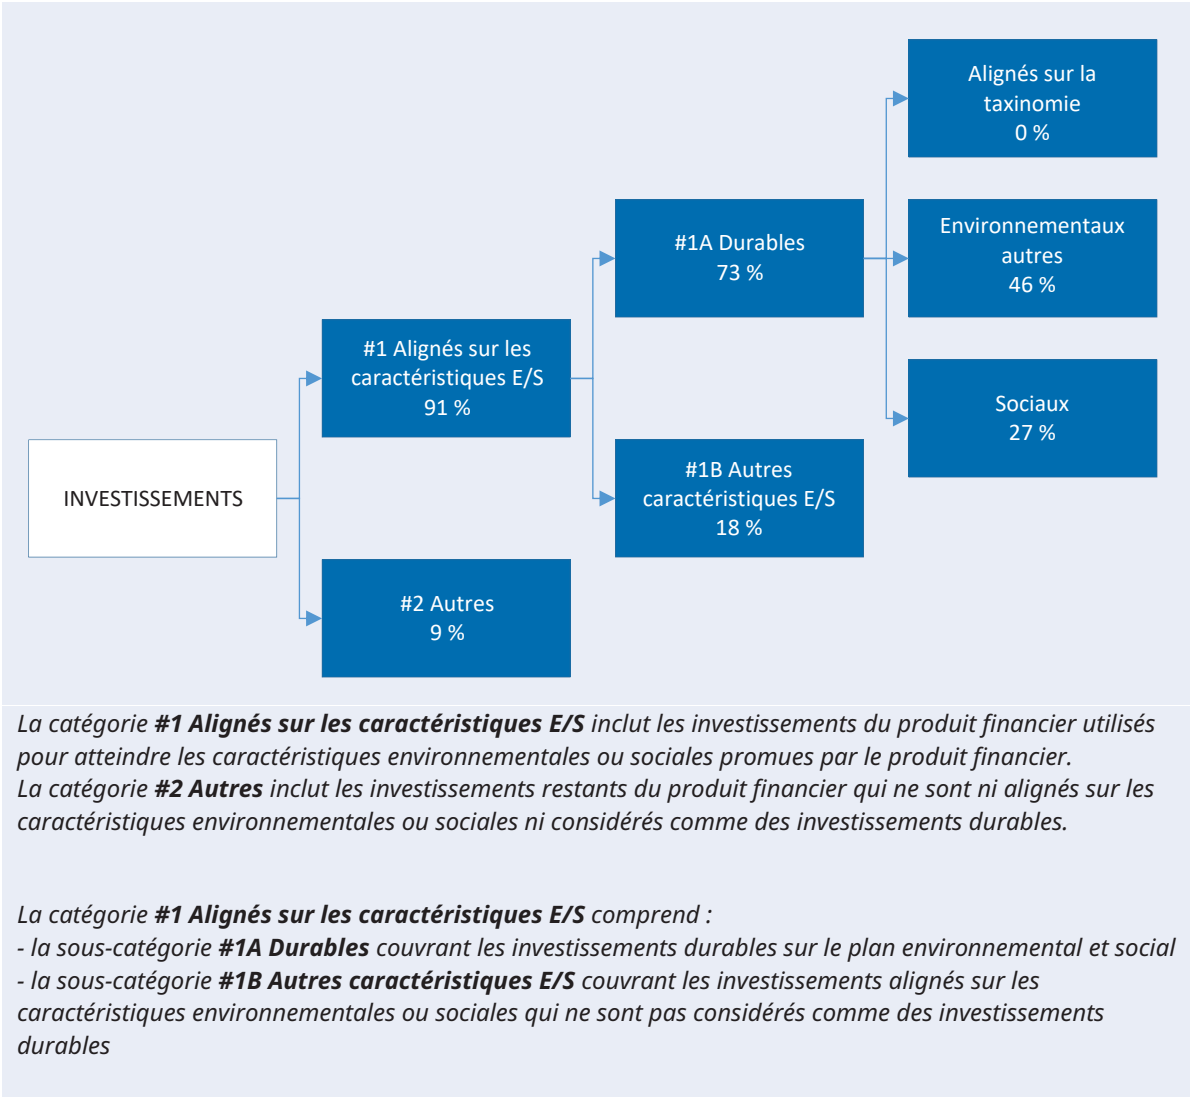 Alignés sur la
taxinomie
0 %
#1A Durables
73 %
Environnementaux
autres
46 %
#1 Alignés sur les
caractéristiques E/S
91 %
Sociaux
27 %
INVESTISSEMENTS
#1B Autres
caractéristiques E/S
18 %
#2 Autres
9 %
La catégorie #1 Alignés sur les caractéristiques E/S inclut les investissements du produit financier utilisés
pour atteindre les caractéristiques environnementales ou sociales promues par le produit financier.
La catégorie #2 Autres inclut les investissements restants du produit financier qui ne sont ni alignés sur les
caractéristiques environnementales ou sociales ni considérés comme des investissements durables.
La catégorie #1 Alignés sur les caractéristiques E/S comprend :
- la sous-catégorie #1A Durables couvrant les investissements durables sur le plan environnemental et social
- la sous-catégorie #1B Autres caractéristiques E/S couvrant les investissements alignés sur les
caractéristiques environnementales ou sociales qui ne sont pas considérés comme des investissements
durables